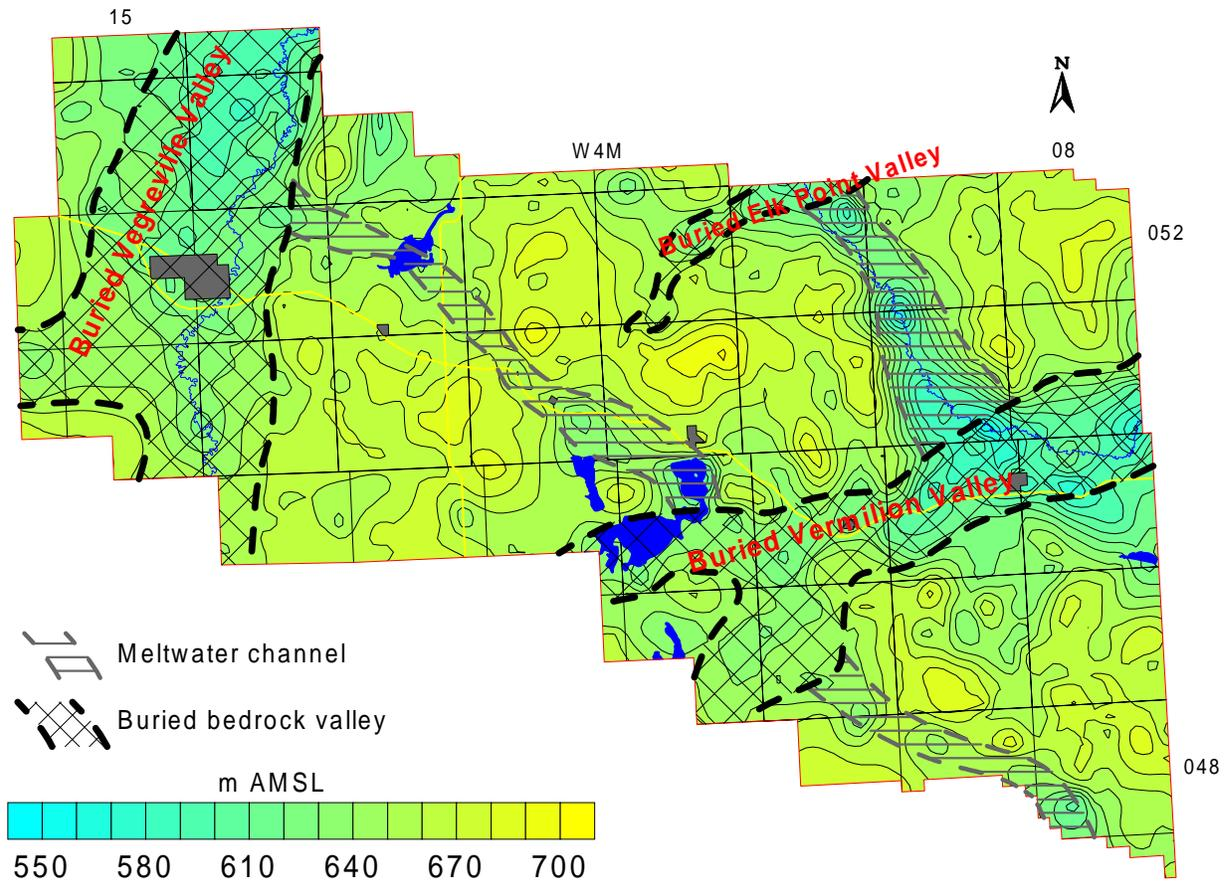 15
N
W4M
08
Buried Vegreville Valley
Buried Elk Point Valley
052
Buried Vermilion Valley
Meltwater channel
Buried bedrock valley
048
m AMSL
550 580 610 640 670 700